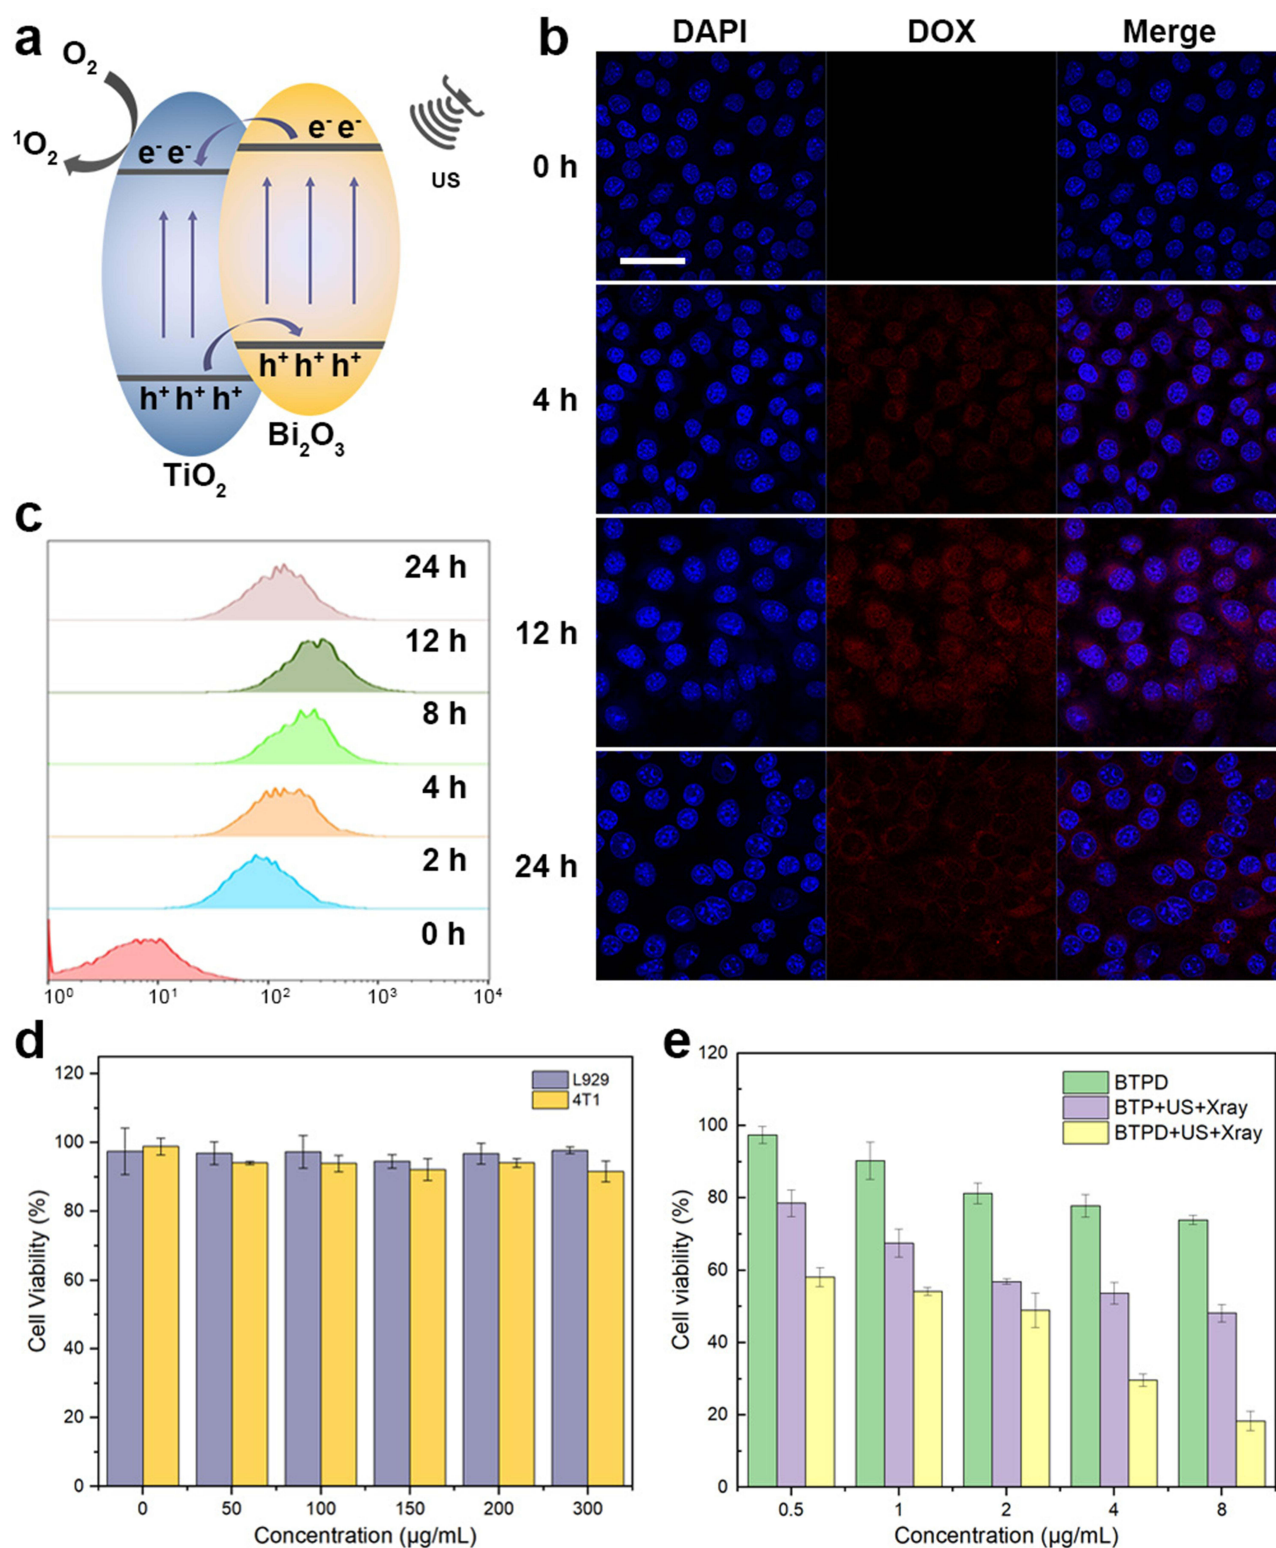 a
O2
1O2
e- e-
e- e-
US
h+ h+ h+
h+ h+ h+
Bi2O3
TiO2
b
DAPI DOX Merge
0 h
4 h
12 h
24 h
c
24 h
12 h
8 h
4 h
2 h
0 h
10^0 10^1 10^2 10^3 10^4
d
L929
4T1
Cell Viability (%)
120
100
80
60
40
20
0
0 50 100 150 200 300
Concentration (μg/mL)
e
BTPD
BTP+US+Xray
BTPD+US+Xray
Cell viability (%)
120
100
80
60
40
20
0
0.5 1 2 4 8
Concentration (μg/mL)